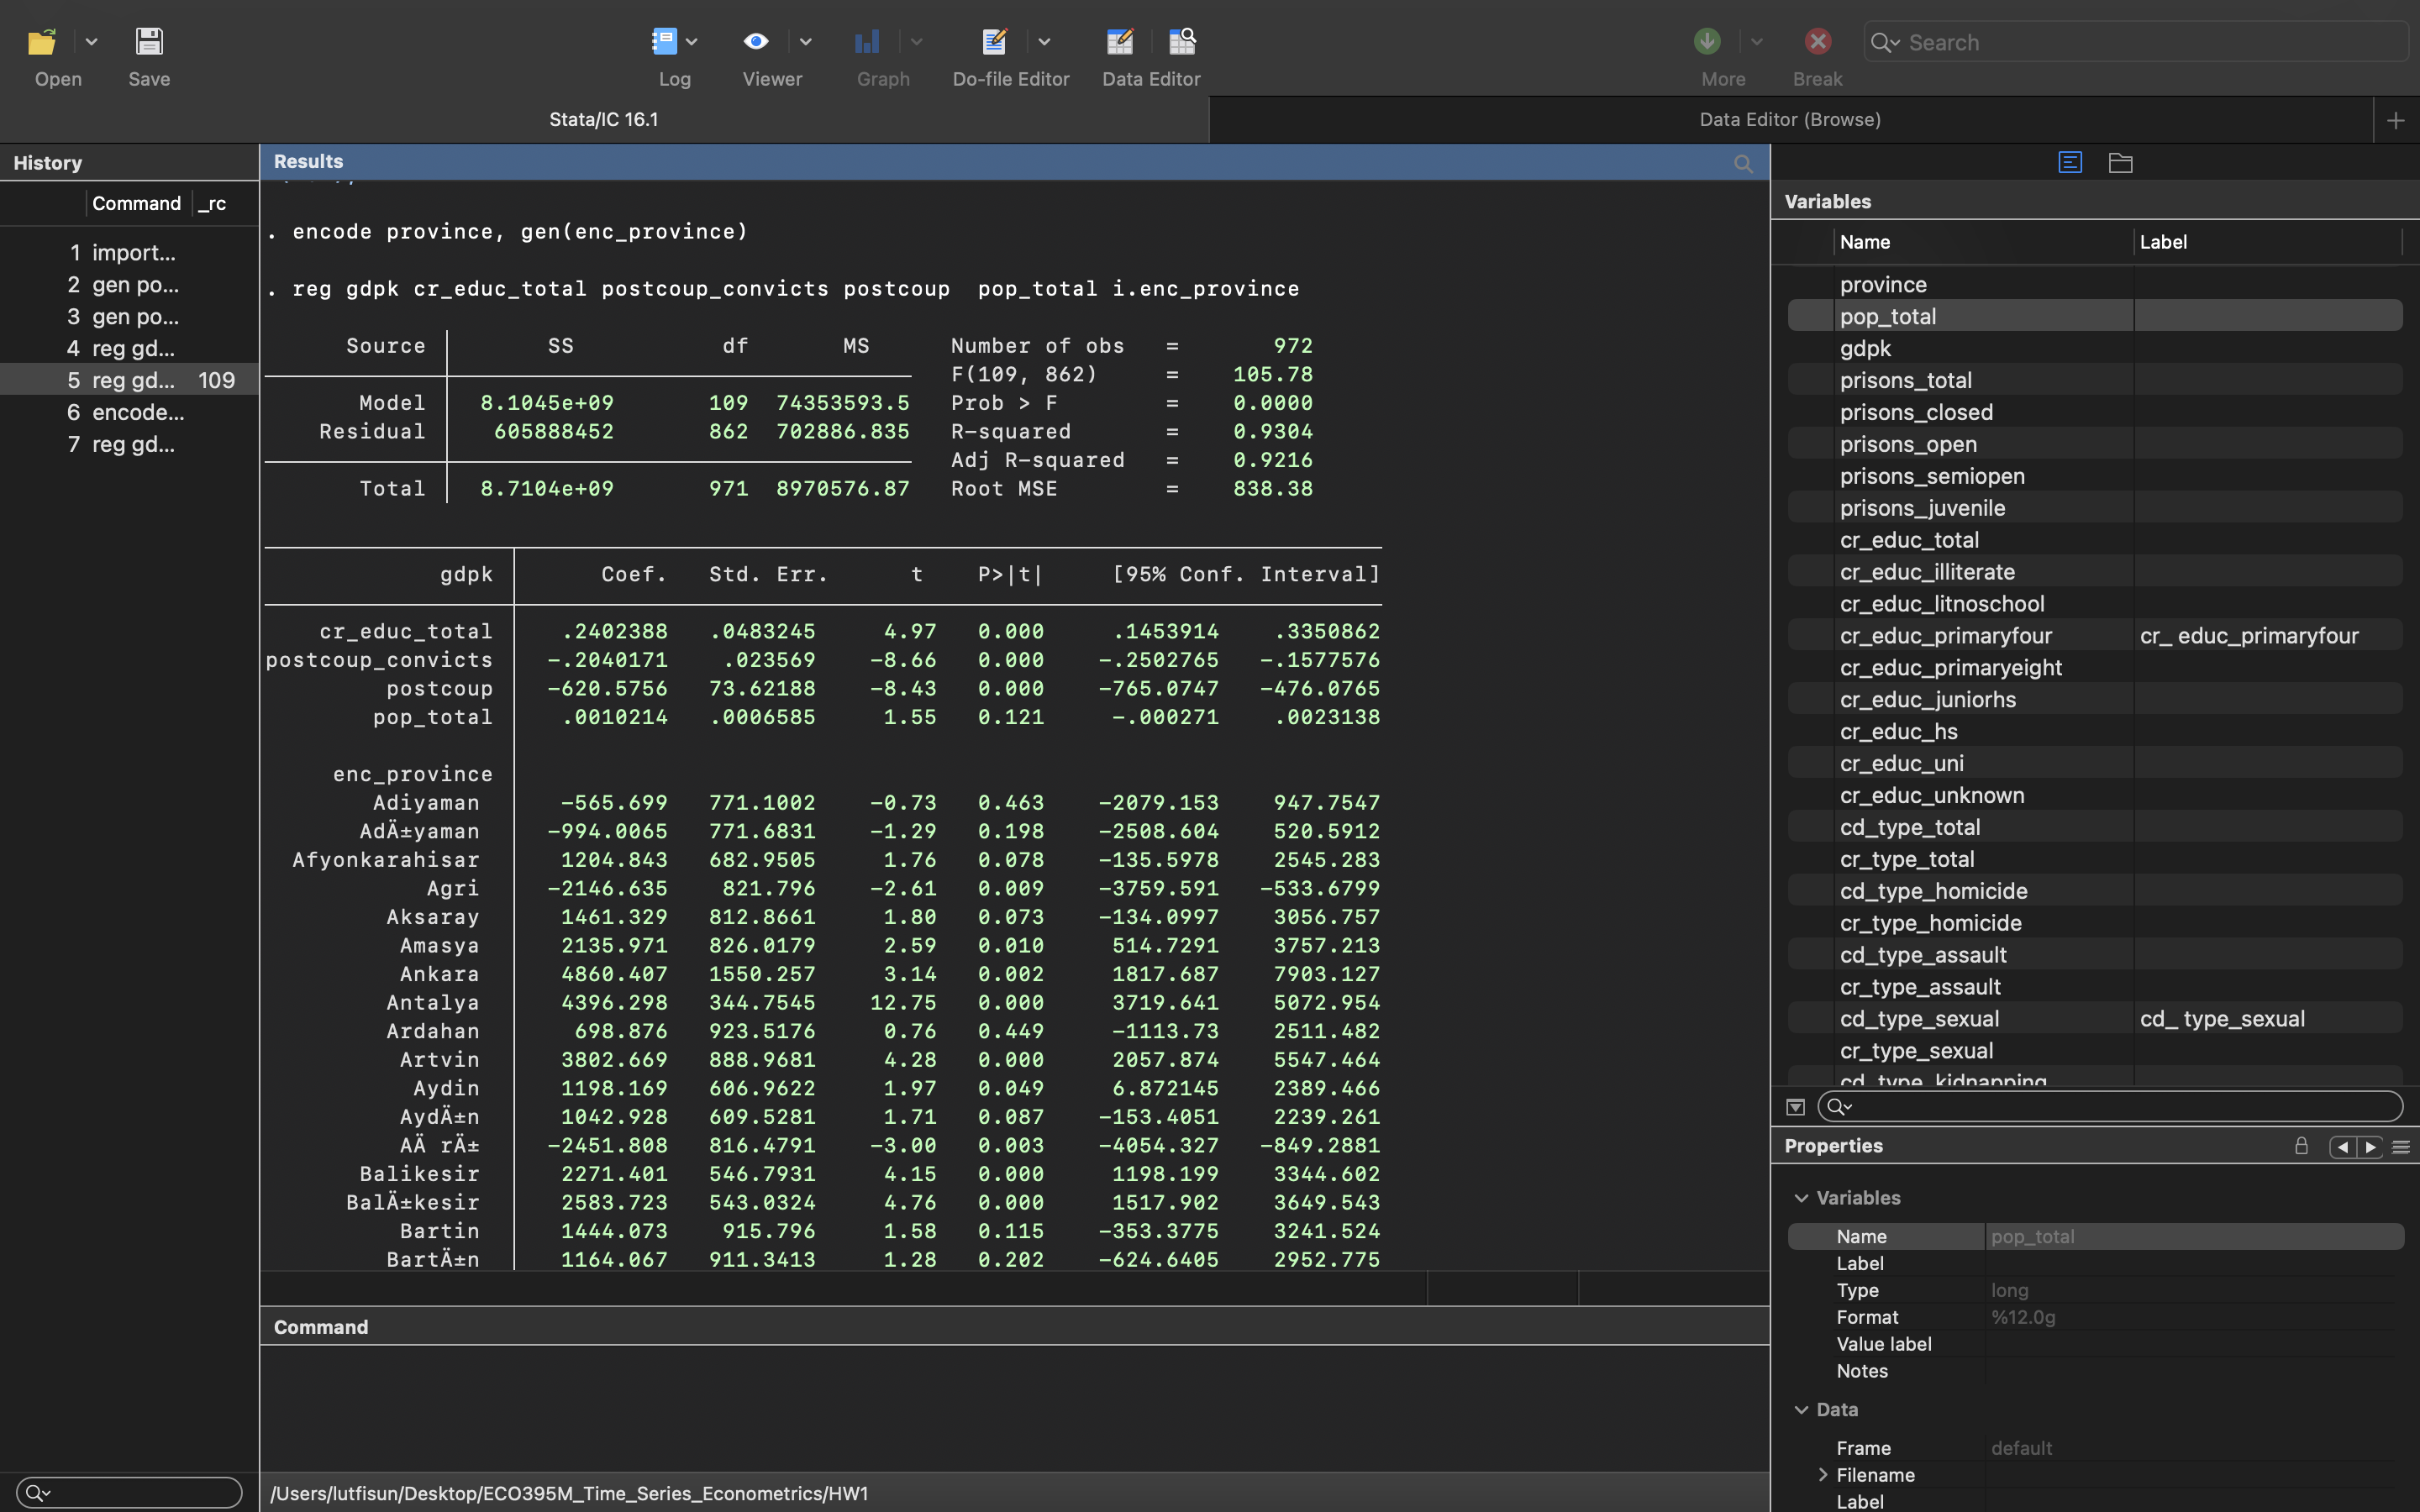 Open
Save
Log
Viewer
Graph
Do-file Editor
Data Editor
More
Break
Search
Stata/IC 16.1
Data Editor (Browse)
History
Command _rc
1 import...
2 gen po...
3 gen po...
4 reg gd...
5 reg gd... 109
6 encode...
7 reg gd...
Results
. encode province, gen(enc_province)
. reg gdpk cr_educ_total postcoup_convicts postcoup  pop_total i.enc_province
Source SS df MS Number of obs = 972
F(109, 862) = 105.78
Model 8.1045e+09 109 74353593.5 Prob > F = 0.0000
Residual 605888452 862 702886.835 R-squared = 0.9304
Adj R-squared = 0.9216
Total 8.7104e+09 971 8970576.87 Root MSE = 838.38
gdpk Coef. Std. Err. t P>|t| [95% Conf. Interval]
cr_educ_total .2402388 .0483245 4.97 0.000 .1453914 .3350862
postcoup_convicts -.2040171 .023569 -8.66 0.000 -.2502765 -.1577576
postcoup -620.5756 73.62188 -8.43 0.000 -765.0747 -476.0765
pop_total .0010214 .0006585 1.55 0.121 -.000271 .0023138
enc_province
Adiyaman -565.699 771.1002 -0.73 0.463 -2079.153 947.7547
AdÄ±yaman -994.0065 771.6831 -1.29 0.198 -2508.604 520.5912
Afyonkarahisar 1204.843 682.9505 1.76 0.078 -135.5978 2545.283
Agri -2146.635 821.796 -2.61 0.009 -3759.591 -533.6799
Aksaray 1461.329 812.8661 1.80 0.073 -134.0997 3056.757
Amasya 2135.971 826.0179 2.59 0.010 514.7291 3757.213
Ankara 4860.407 1550.257 3.14 0.002 1817.687 7903.127
Antalya 4396.298 344.7545 12.75 0.000 3719.641 5072.954
Ardahan 698.876 923.5176 0.76 0.449 -1113.73 2511.482
Artvin 3802.669 888.9681 4.28 0.000 2057.874 5547.464
Aydin 1198.169 606.9622 1.97 0.049 6.872145 2389.466
AydÄ±n 1042.928 609.5281 1.71 0.087 -153.4051 2239.261
AÄ rÄ± -2451.808 816.4791 -3.00 0.003 -4054.327 -849.2881
Balikesir 2271.401 546.7931 4.15 0.000 1198.199 3344.602
BalÄ±kesir 2583.723 543.0324 4.76 0.000 1517.902 3649.543
Bartin 1444.073 915.796 1.58 0.115 -353.3775 3241.524
BartÄ±n 1164.067 911.3413 1.28 0.202 -624.6405 2952.775
Command
/Users/lutfisun/Desktop/ECO395M_Time_Series_Econometrics/HW1
Variables
Name Label
province
pop_total
gdpk
prisons_total
prisons_closed
prisons_open
prisons_semiopen
prisons_juvenile
cr_educ_total
cr_educ_illiterate
cr_educ_litnoschool
cr_educ_primaryfour cr_ educ_primaryfour
cr_educ_primaryeight
cr_educ_juniorhs
cr_educ_hs
cr_educ_uni
cr_educ_unknown
cd_type_total
cr_type_total
cd_type_homicide
cr_type_homicide
cd_type_assault
cr_type_assault
cd_type_sexual cd_ type_sexual
cr_type_sexual
cd_type_kidnapping
Properties
Variables
Name pop_total
Label
Type long
Format %12.0g
Value label
Notes
Data
Frame default
Filename
Label